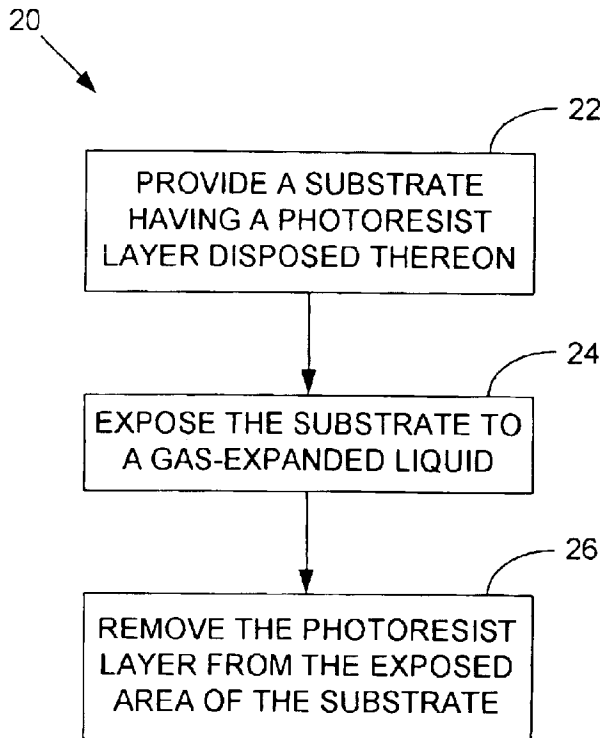 20
22
PROVIDE A SUBSTRATE
HAVING A PHOTORESIST
LAYER DISPOSED THEREON
24
EXPOSE THE SUBSTRATE TO
A GAS-EXPANDED LIQUID
26
REMOVE THE PHOTORESIST
LAYER FROM THE EXPOSED
AREA OF THE SUBSTRATE